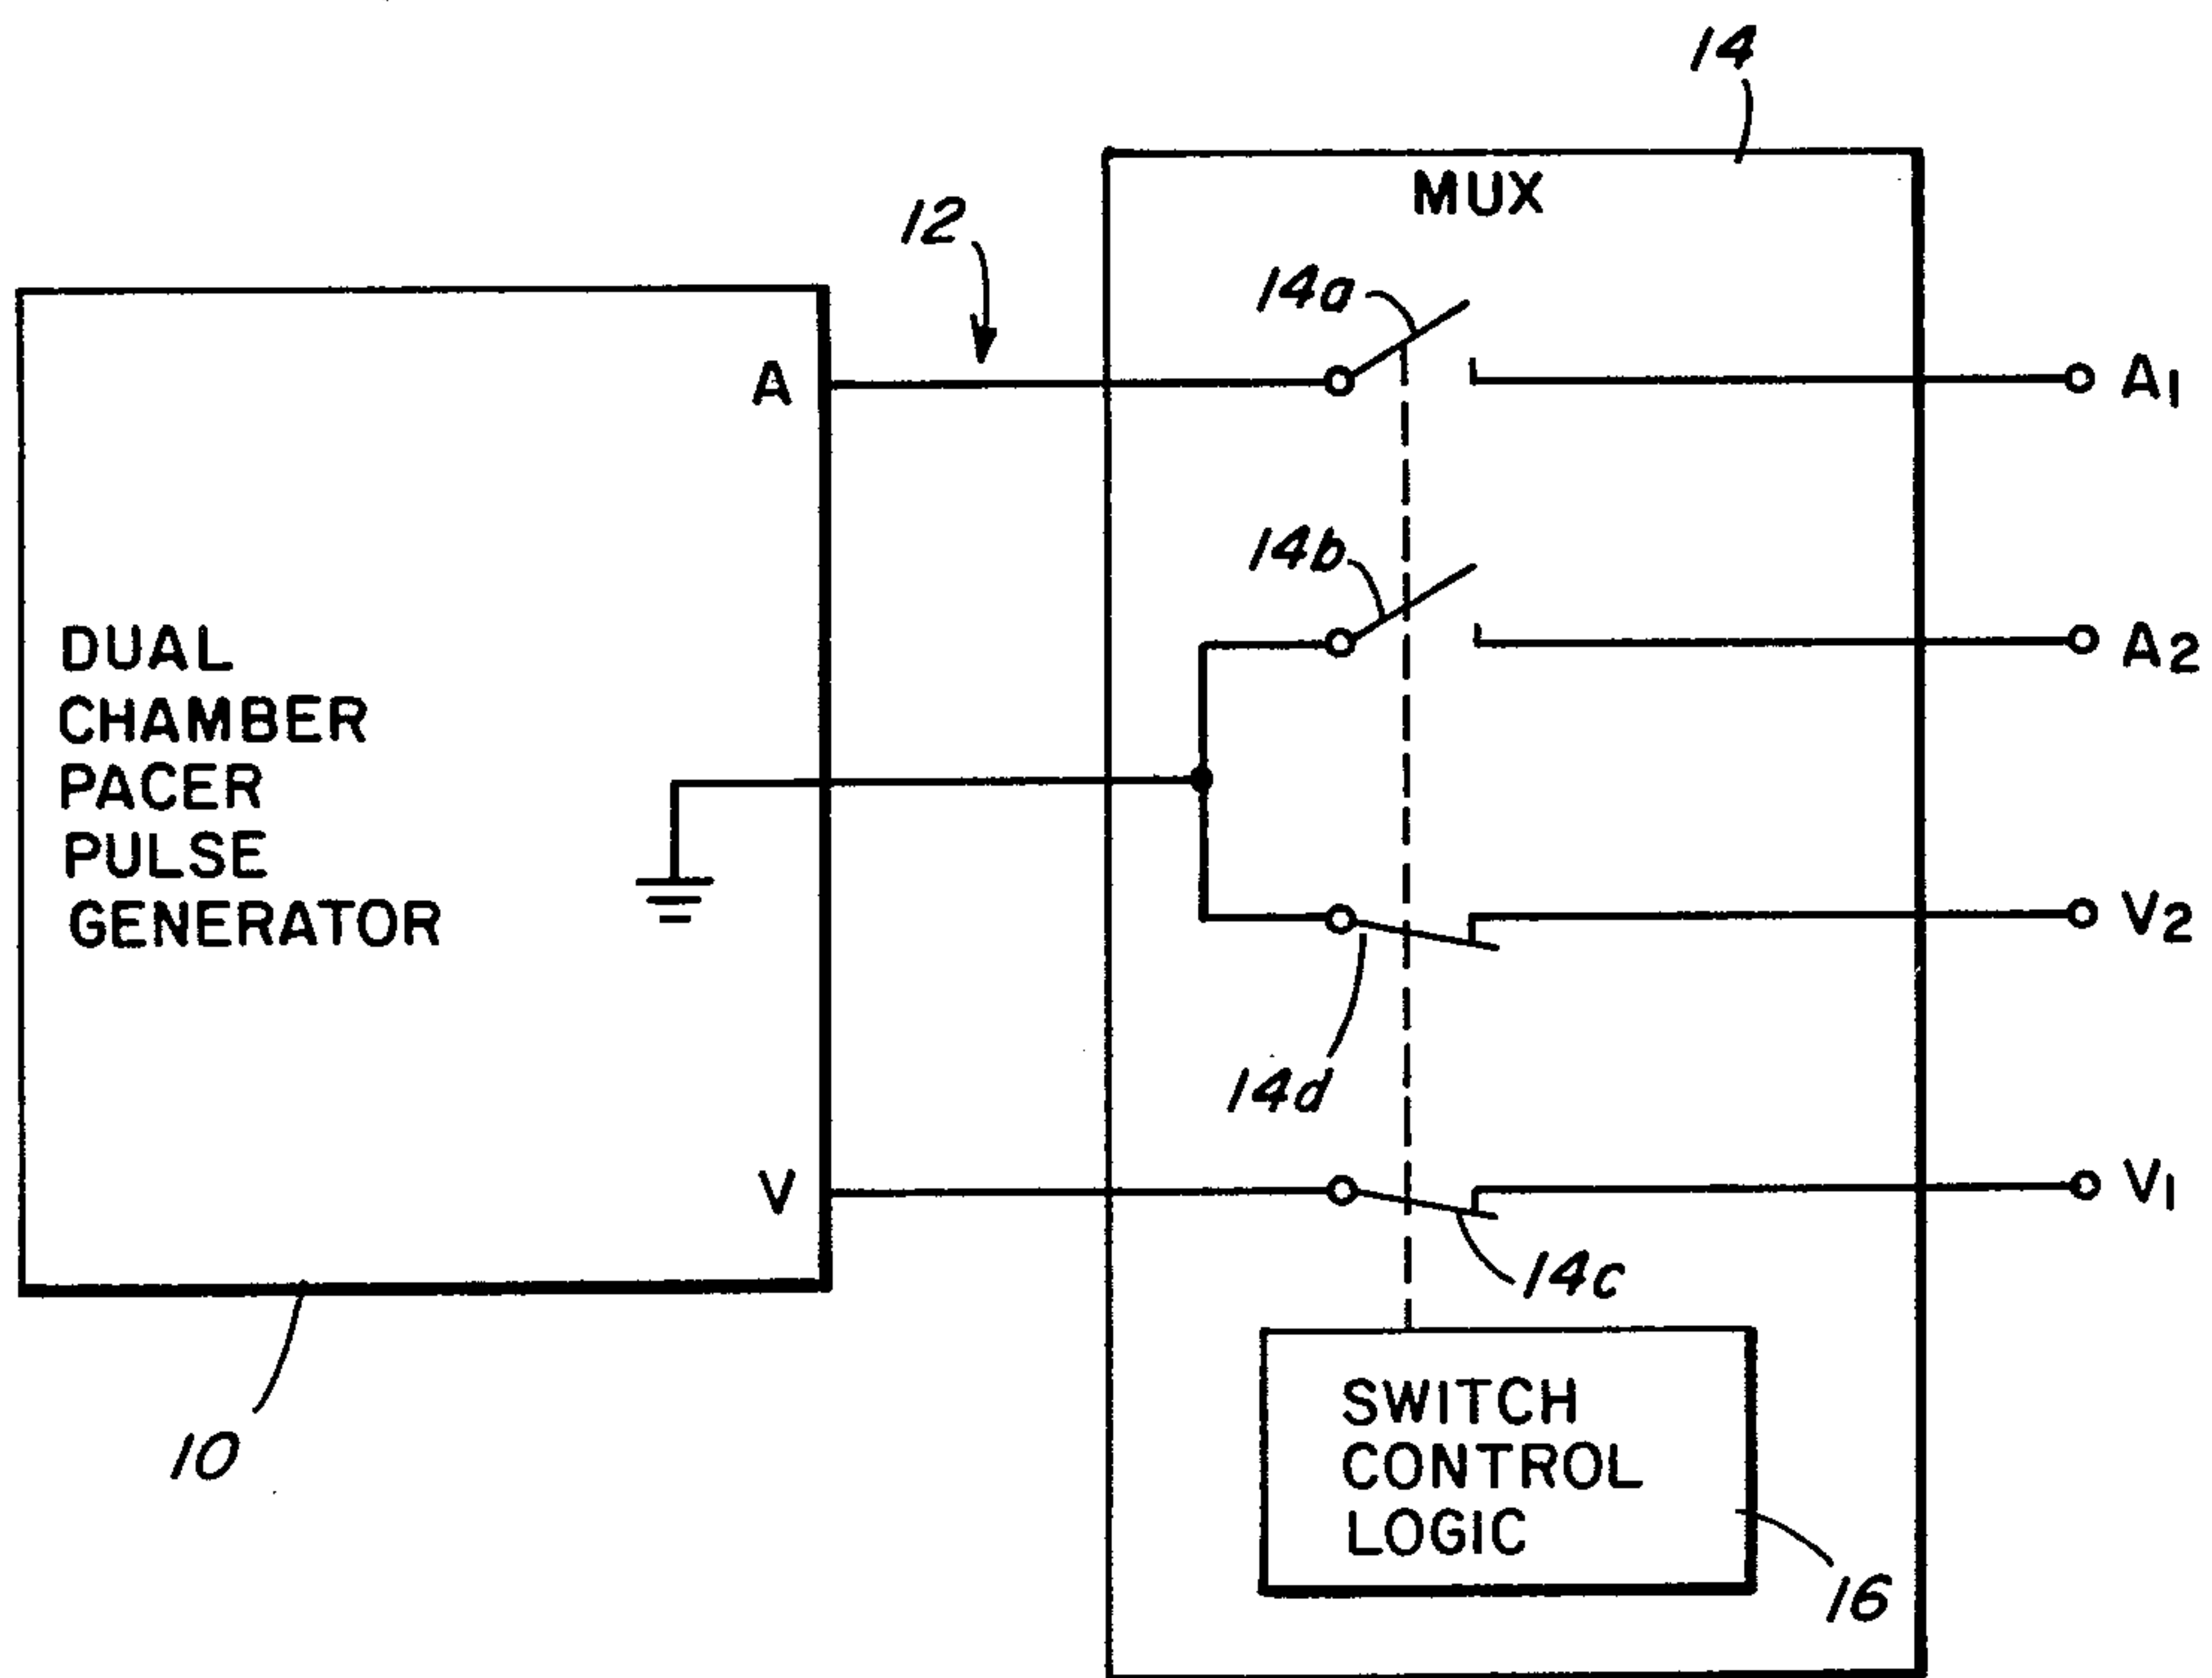 14
MUX
12
14a
A
A1
14b
A2
DUAL
CHAMBER
PACER
PULSE
GENERATOR
V2
14d
V
V1
14c
SWITCH
CONTROL
LOGIC
10
16